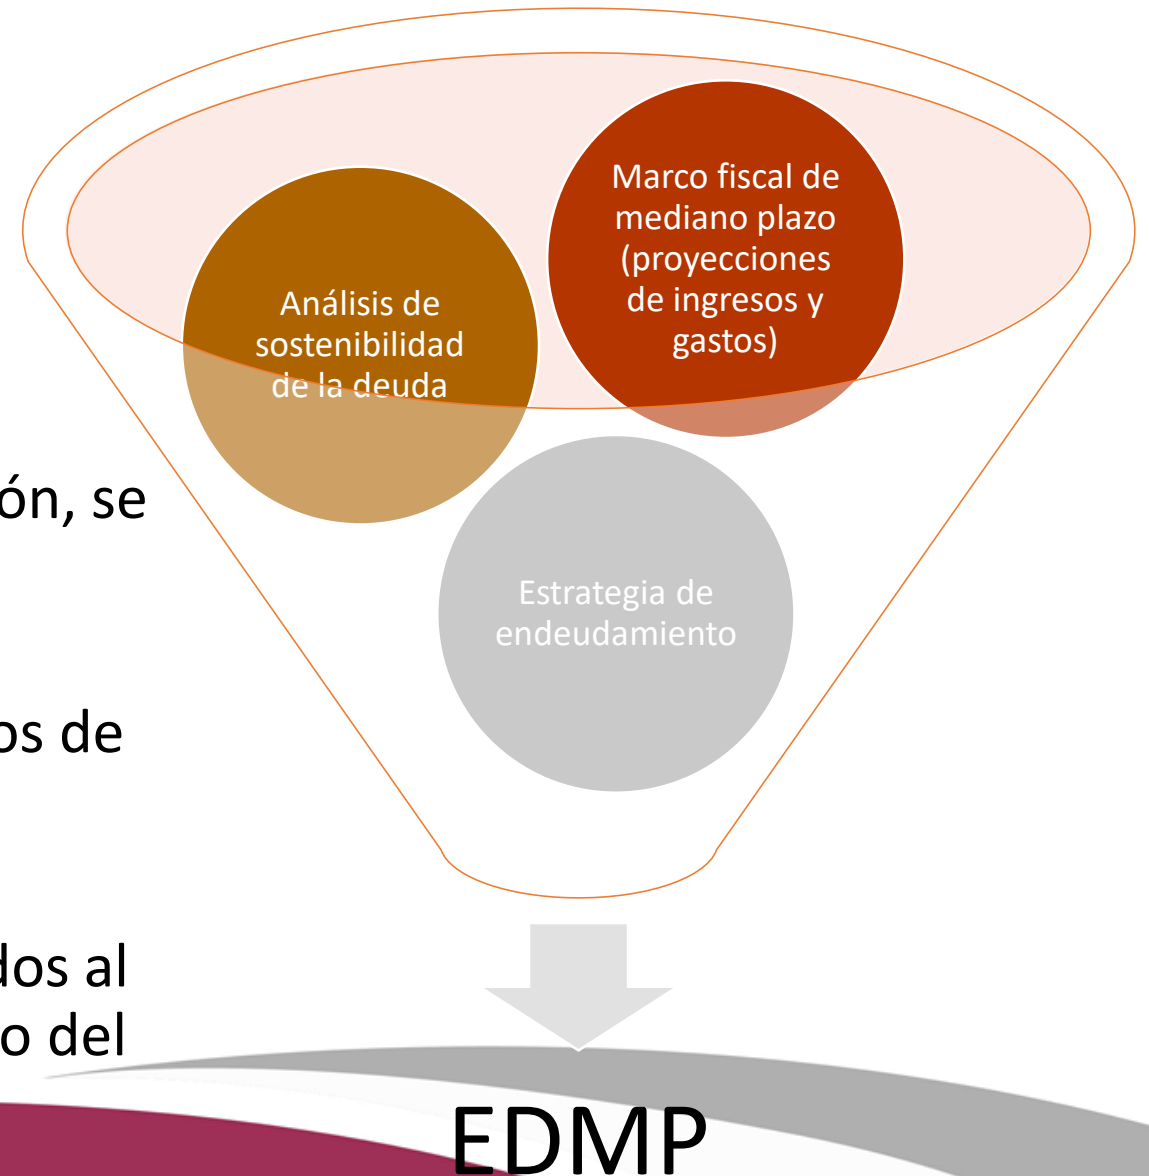 Marco fiscal de
mediano plazo
(proyecciones
de ingresos y
gastos)
Análisis de
sostenibilidad
de la deuda
ón, se
Estrategia de
endeudamiento
os de
dos al
o del
EDMP